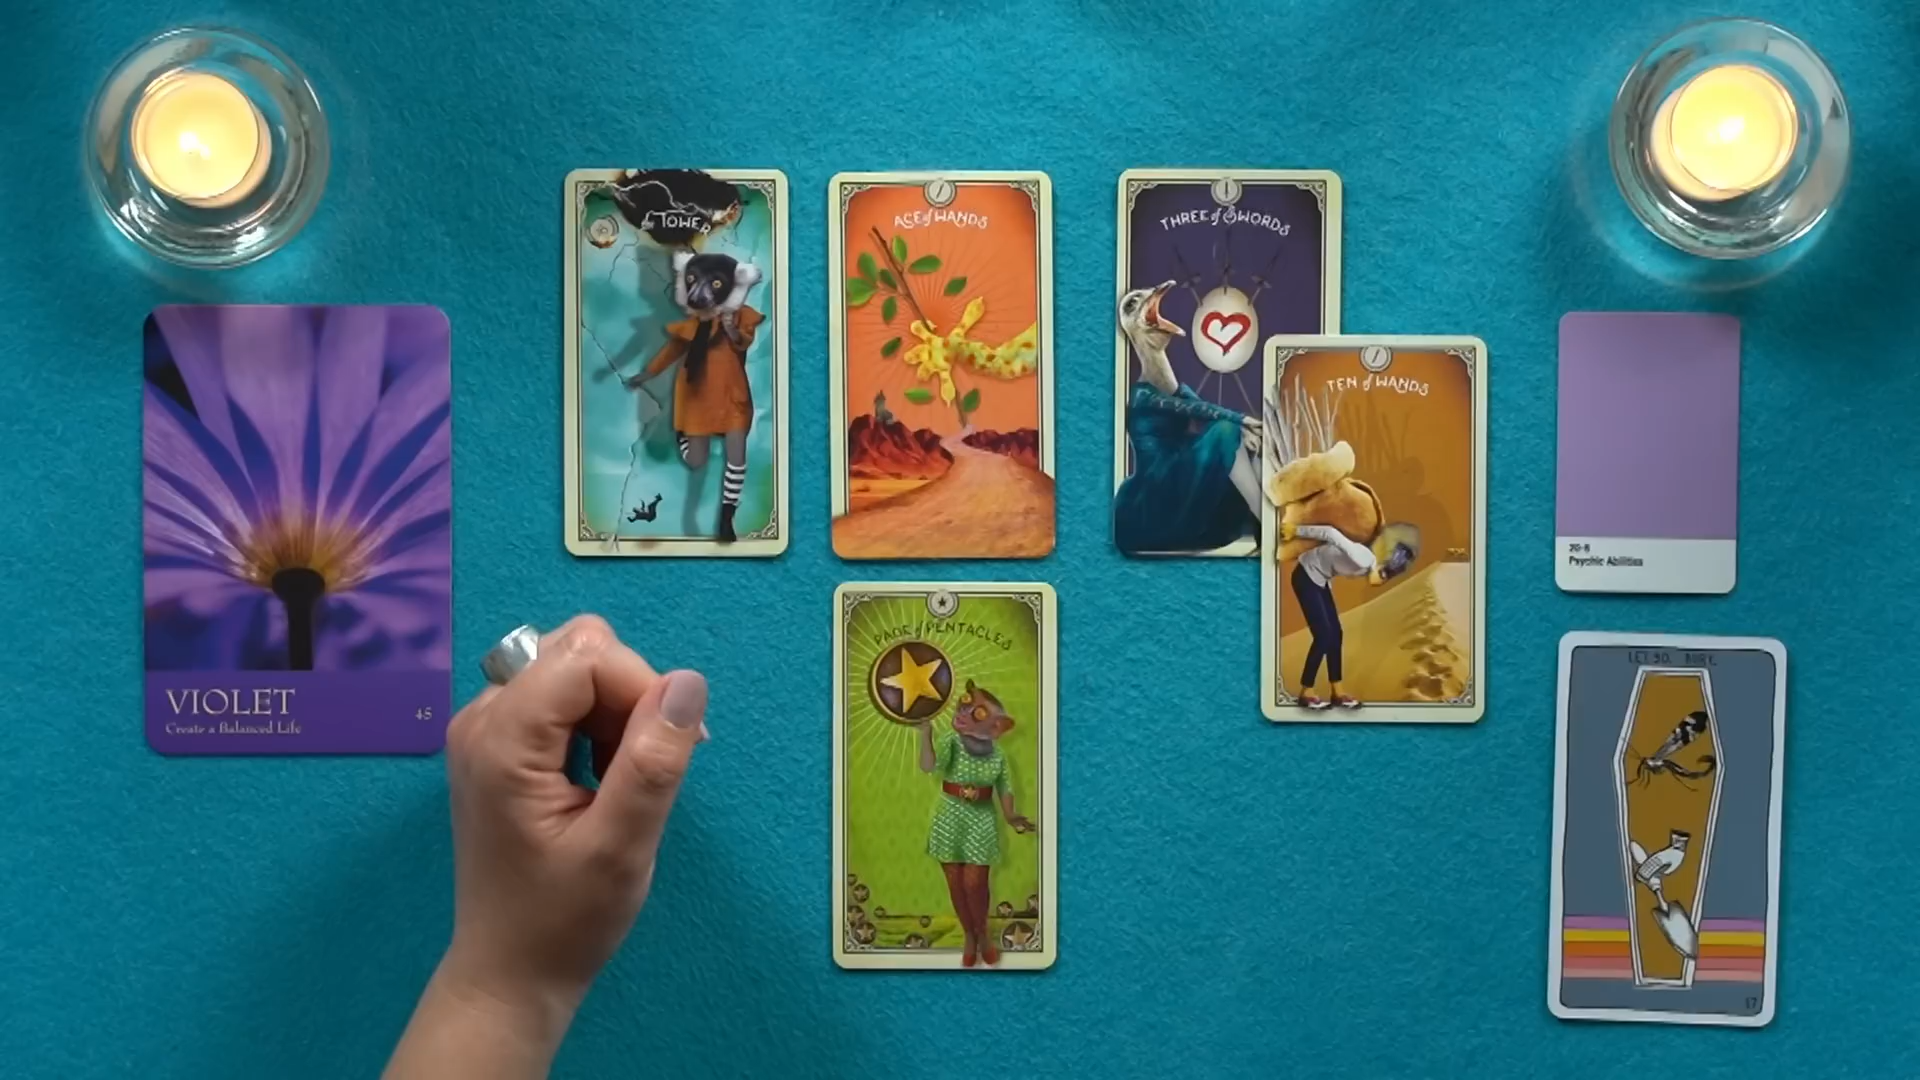 the TOWER
ACE of WANDS
THREE of SWORDS
TEN of WANDS
PAGE of PENTACLES
VIOLET
Create a Balanced Life
45
Psychic Abilities
LET GO.
17